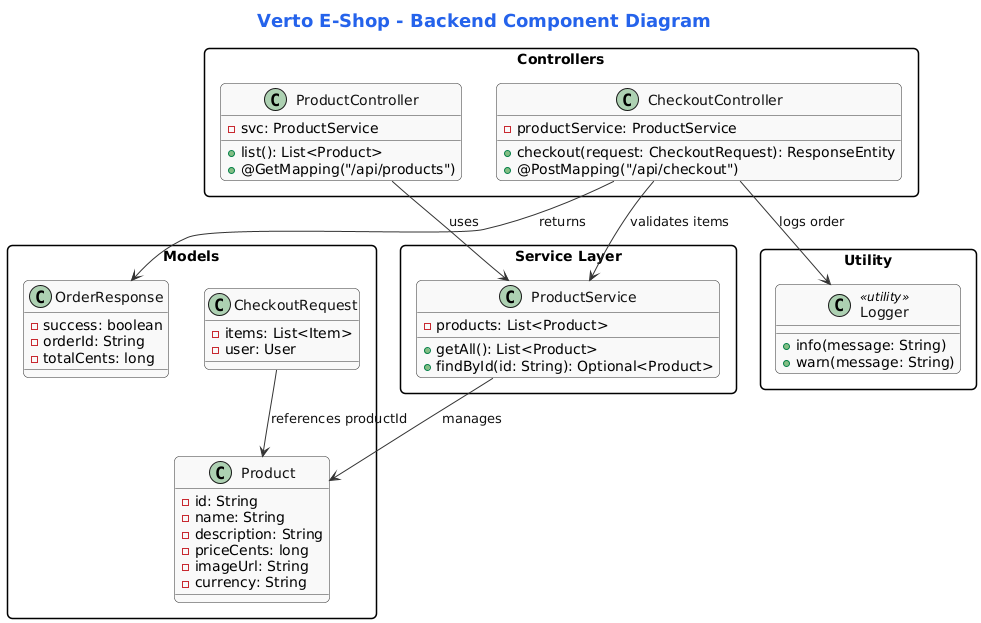 Verto E-Shop - Backend Component Diagram
Controllers
C ProductController
svc: ProductService
list(): List<Product>
@GetMapping("/api/products")
C CheckoutController
productService: ProductService
checkout(request: CheckoutRequest): ResponseEntity
@PostMapping("/api/checkout")
uses
returns
validates items
logs order
Models
C OrderResponse
success: boolean
orderId: String
totalCents: long
C CheckoutRequest
items: List<Item>
user: User
Service Layer
C ProductService
products: List<Product>
getAll(): List<Product>
findById(id: String): Optional<Product>
Utility
C «utility»
Logger
info(message: String)
warn(message: String)
references productId
manages
C Product
id: String
name: String
description: String
priceCents: long
imageUrl: String
currency: String